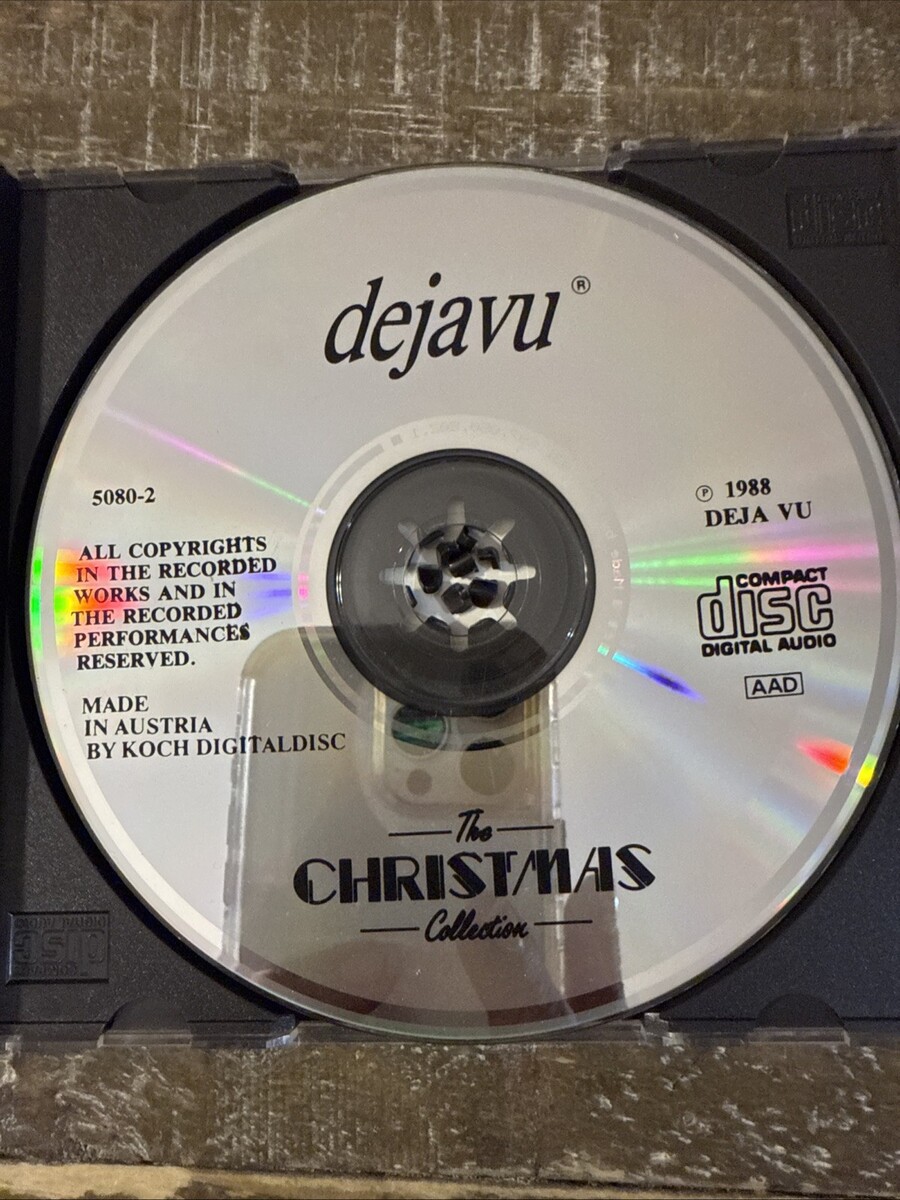 dejavu ®
5080-2
ALL COPYRIGHTS
IN THE RECORDED
WORKS AND IN
THE RECORDED
PERFORMANCES
RESERVED.
MADE
IN AUSTRIA
BY KOCH DIGITALDISC
℗ 1988
DEJA VU
COMPACT
disc
DIGITAL AUDIO
AAD
The
CHRISTMAS
Collection